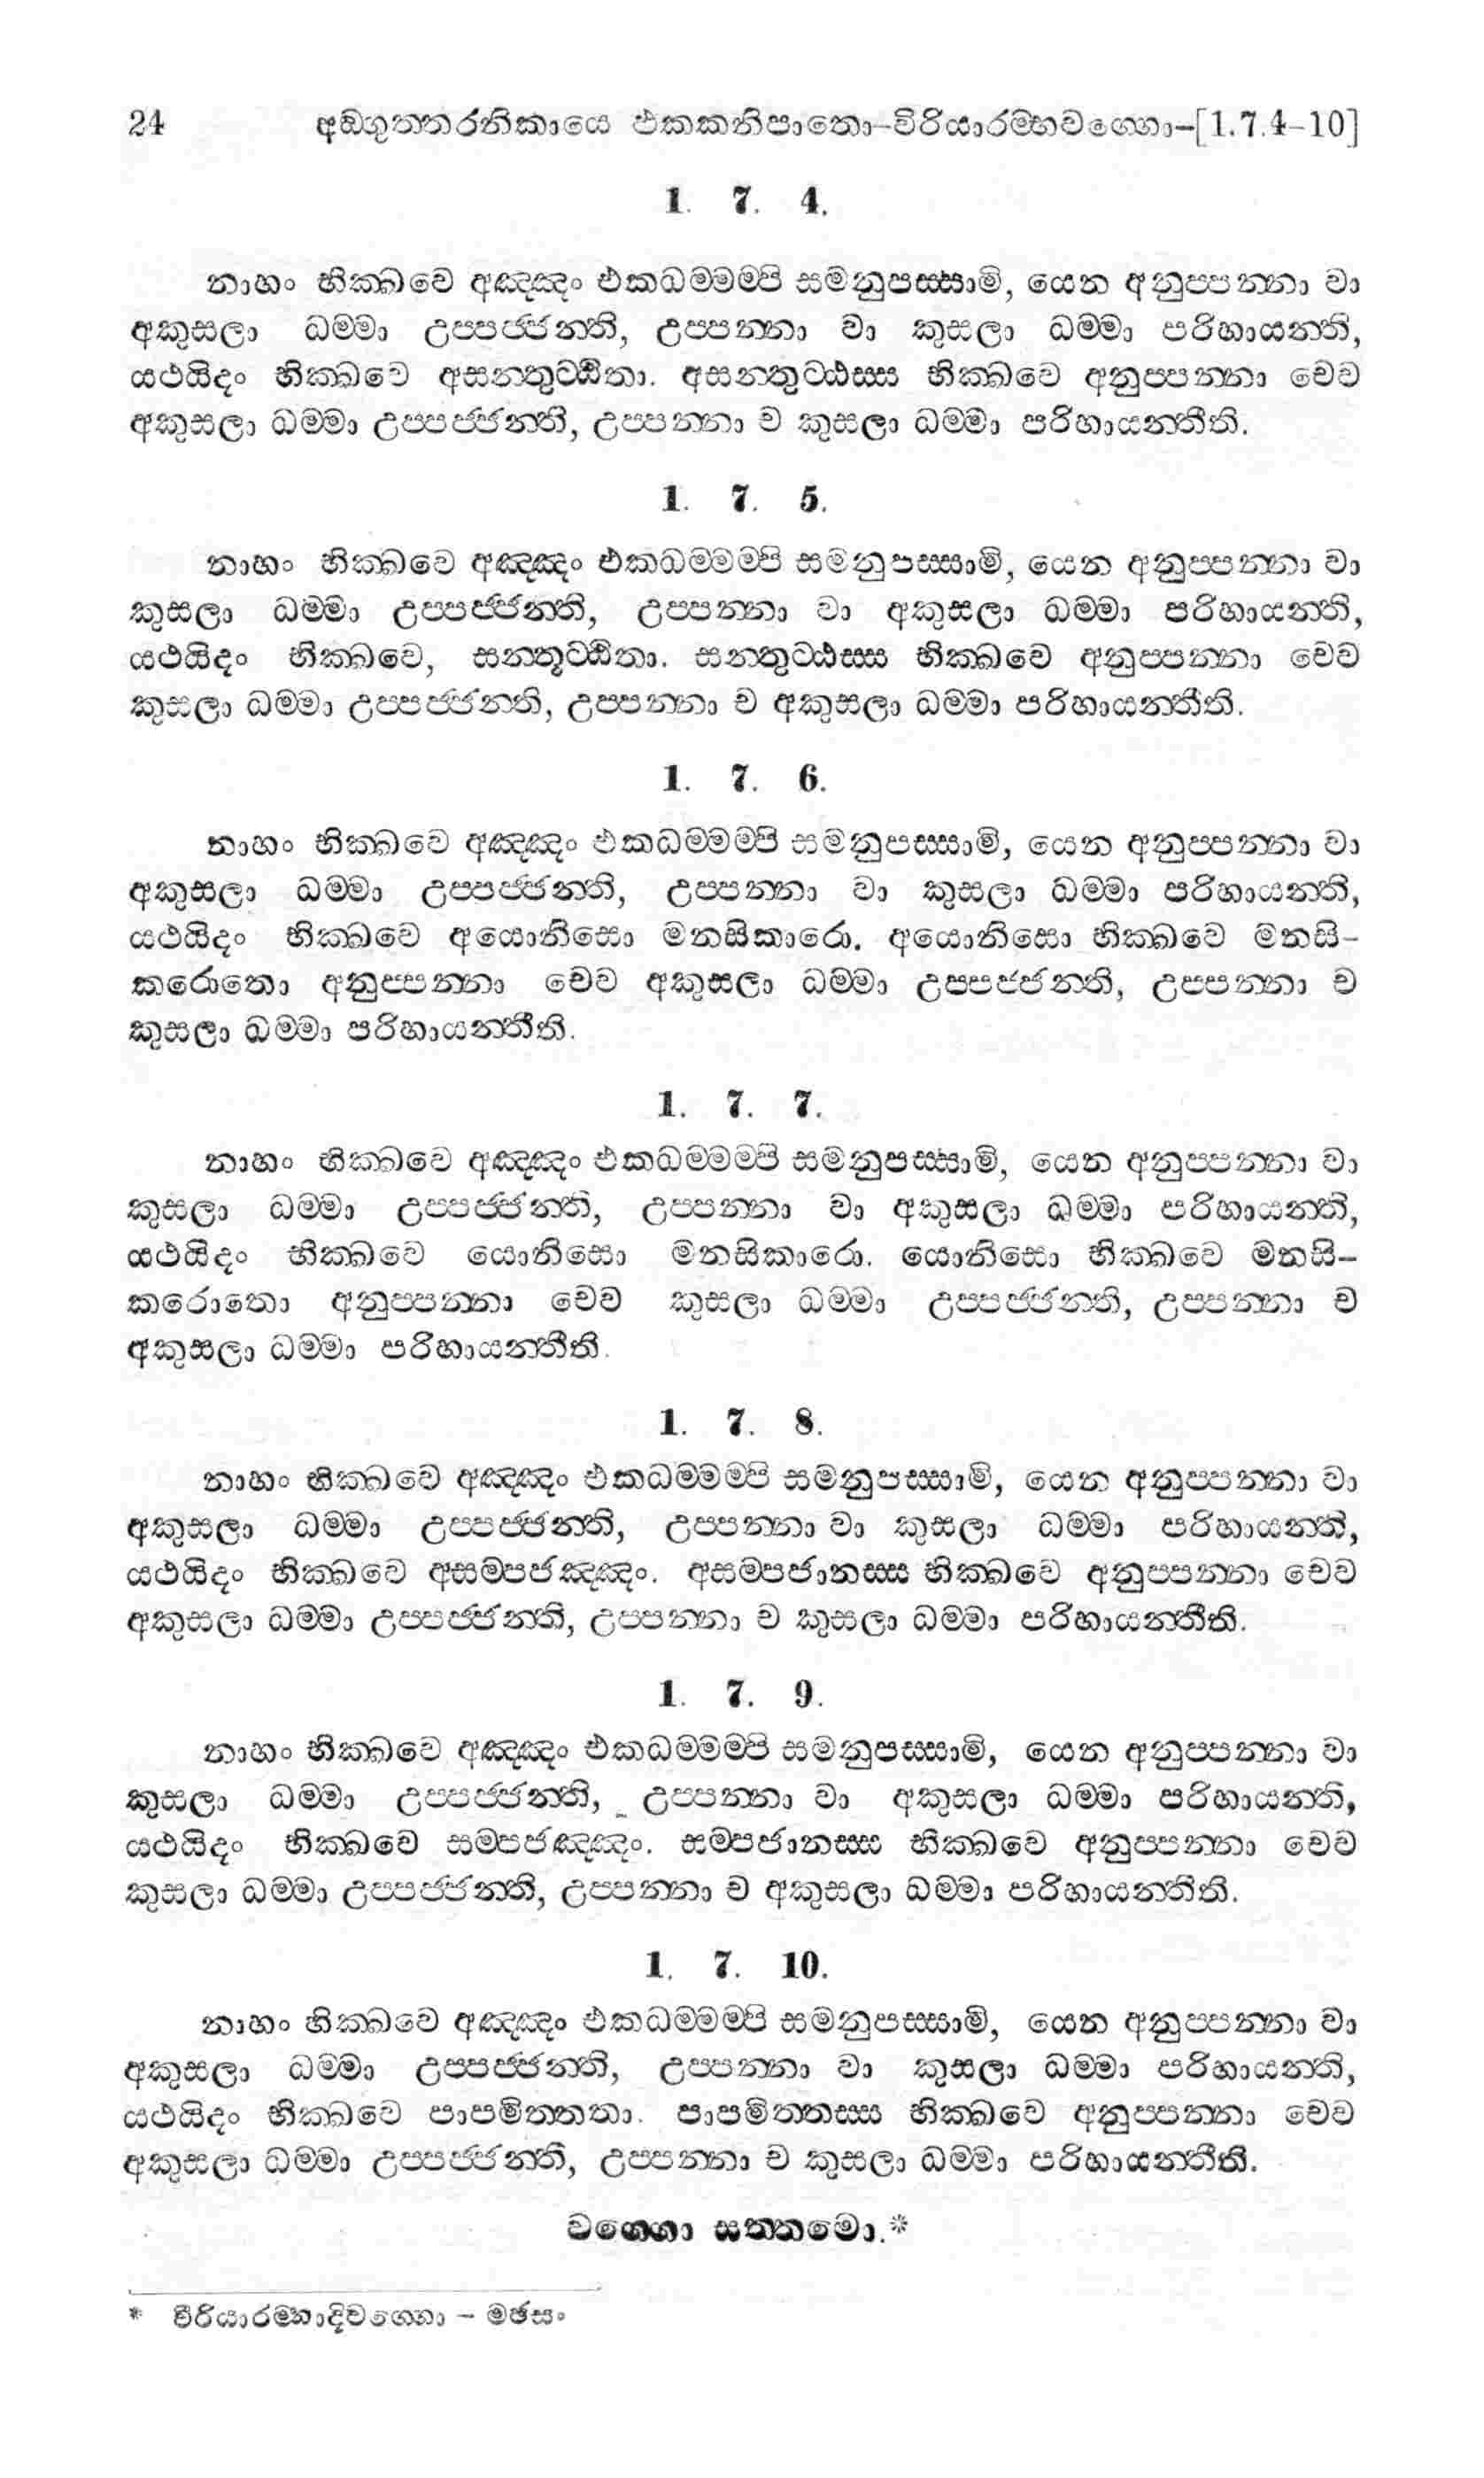 24 අඞ්ගුත්තරනිකායෙ ඒකකනිපාතො–විරියාරම්භවග්ගො–[1.7.4–10]
1. 7. 4.
නාහං භික්ඛවෙ අඤ්ඤං එකධම්මම්පි සමනුපස්සාමි, යෙන අනුප්පන්නා වා
අකුසලා ධම්මා උප්පජ්ජන්ති, උප්පන්නා වා කුසලා ධම්මා පරිහායන්ති,
යථයිදං භික්ඛවෙ අසන්තුට්ඨිතා. අසන්තුට්ඨස්ස භික්ඛවෙ අනුප්පන්නා චෙව
අකුසලා ධම්මා උප්පජ්ජන්ති, උප්පන්නා ච කුසලා ධම්මා පරිහායන්තීති.
1. 7. 5.
නාහං භික්ඛවෙ අඤ්ඤං එකධම්මම්පි සමනුපස්සාමි, යෙන අනුප්පන්නා වා
කුසලා ධම්මා උප්පජ්ජන්ති, උප්පන්නා වා අකුසලා ධම්මා පරිහායන්ති,
යථයිදං භික්ඛවෙ, සන්තුට්ඨිතා. සන්තුට්ඨස්ස භික්ඛවෙ අනුප්පන්නා චෙව
කුසලා ධම්මා උප්පජ්ජන්ති, උප්පන්නා ච අකුසලා ධම්මා පරිහායන්තීති.
1. 7. 6.
නාහං භික්ඛවෙ අඤ්ඤං එකධම්මම්පි සමනුපස්සාමි, යෙන අනුප්පන්නා වා
අකුසලා ධම්මා උප්පජ්ජන්ති, උප්පන්නා වා කුසලා ධම්මා පරිහායන්ති,
යථයිදං භික්ඛවෙ අයොනිසො මනසිකාරො. අයොනිසො භික්ඛවෙ මනසි–
කරොතො අනුප්පන්නා චෙව අකුසලා ධම්මා උප්පජ්ජන්ති, උප්පන්නා ච
කුසලා ධම්මා පරිහායන්තීති.
1. 7. 7.
නාහං භික්ඛවෙ අඤ්ඤං එකධම්මම්පි සමනුපස්සාමි, යෙන අනුප්පන්නා වා
කුසලා ධම්මා උප්පජ්ජන්ති, උප්පන්නා වා අකුසලා ධම්මා පරිහායන්ති,
යථයිදං භික්ඛවෙ යොනිසො මනසිකාරො. යොනිසො භික්ඛවෙ මනසි–
කරොතො අනුප්පන්නා චෙව කුසලා ධම්මා උප්පජ්ජන්ති, උප්පන්නා ච
අකුසලා ධම්මා පරිහායන්තීති.
1. 7. 8.
නාහං භික්ඛවෙ අඤ්ඤං එකධම්මම්පි සමනුපස්සාමි, යෙන අනුප්පන්නා වා
අකුසලා ධම්මා උප්පජ්ජන්ති, උප්පන්නා වා කුසලා ධම්මා පරිහායන්ති,
යථයිදං භික්ඛවෙ අසම්පජඤ්ඤං. අසම්පජානස්ස භික්ඛවෙ අනුප්පන්නා චෙව
අකුසලා ධම්මා උප්පජ්ජන්ති, උප්පන්නා ච කුසලා ධම්මා පරිහායන්තීති.
1. 7. 9.
නාහං භික්ඛවෙ අඤ්ඤං එකධම්මම්පි සමනුපස්සාමි, යෙන අනුප්පන්නා වා
කුසලා ධම්මා උප්පජ්ජන්ති, උප්පන්නා වා අකුසලා ධම්මා පරිහායන්ති,
යථයිදං භික්ඛවෙ සම්පජඤ්ඤං. සම්පජානස්ස භික්ඛවෙ අනුප්පන්නා චෙව
කුසලා ධම්මා උප්පජ්ජන්ති, උප්පන්නා ච අකුසලා ධම්මා පරිහායන්තීති.
1. 7. 10.
නාහං භික්ඛවෙ අඤ්ඤං එකධම්මම්පි සමනුපස්සාමි, යෙන අනුප්පන්නා වා
අකුසලා ධම්මා උප්පජ්ජන්ති, උප්පන්නා වා කුසලා ධම්මා පරිහායන්ති,
යථයිදං භික්ඛවෙ පාපමිත්තතා. පාපමිත්තස්ස භික්ඛවෙ අනුප්පන්නා චෙව
අකුසලා ධම්මා උප්පජ්ජන්ති, උප්පන්නා ච කුසලා ධම්මා පරිහායන්තීති.
වග්ගො සත්තමො.*
* වීරියාරම්භාදිවග්ගො – මඡසං